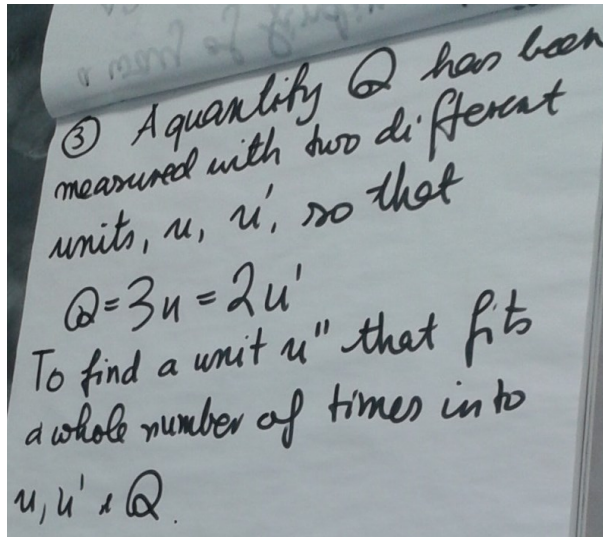 ③ A quantity Q has been
measured with two different
units, u, u', so that
Q = 3u = 2u'
To find a unit u" that fits
a whole number of times into
u, u' Q.